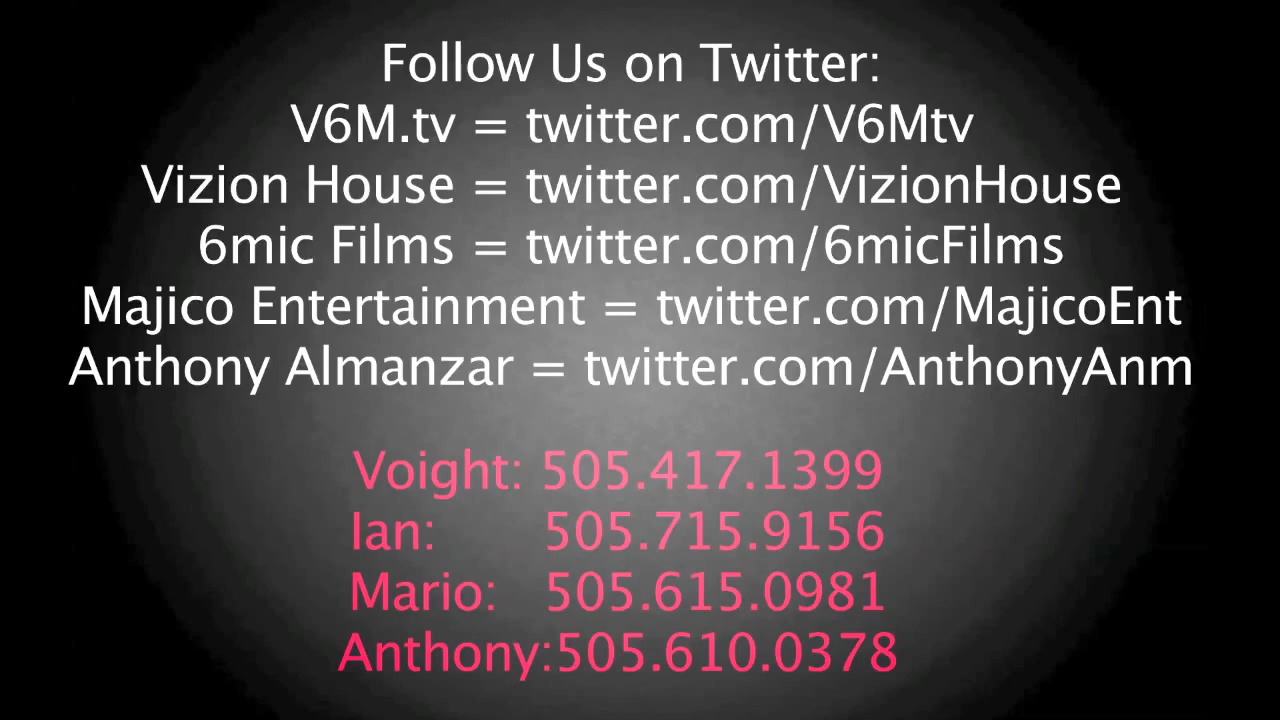 Follow Us on Twitter:
V6M.tv = twitter.com/V6Mtv
Vizion House = twitter.com/VizionHouse
6mic Films = twitter.com/6micFilms
Majico Entertainment = twitter.com/MajicoEnt
Anthony Almanzar = twitter.com/AnthonyAnm
Voight: 505.417.1399
Ian: 505.715.9156
Mario: 505.615.0981
Anthony:505.610.0378